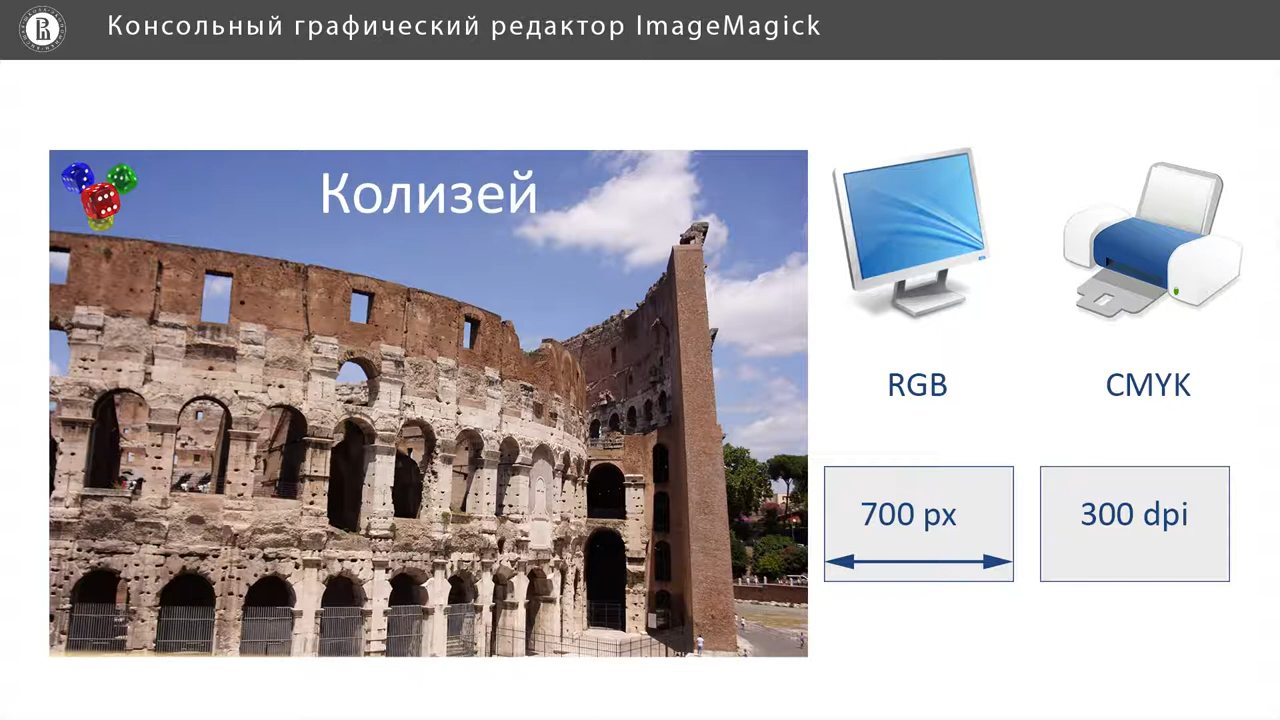 Консольный графический редактор ImageMagick
Колизей
RGB
CMYK
700 px
300 dpi